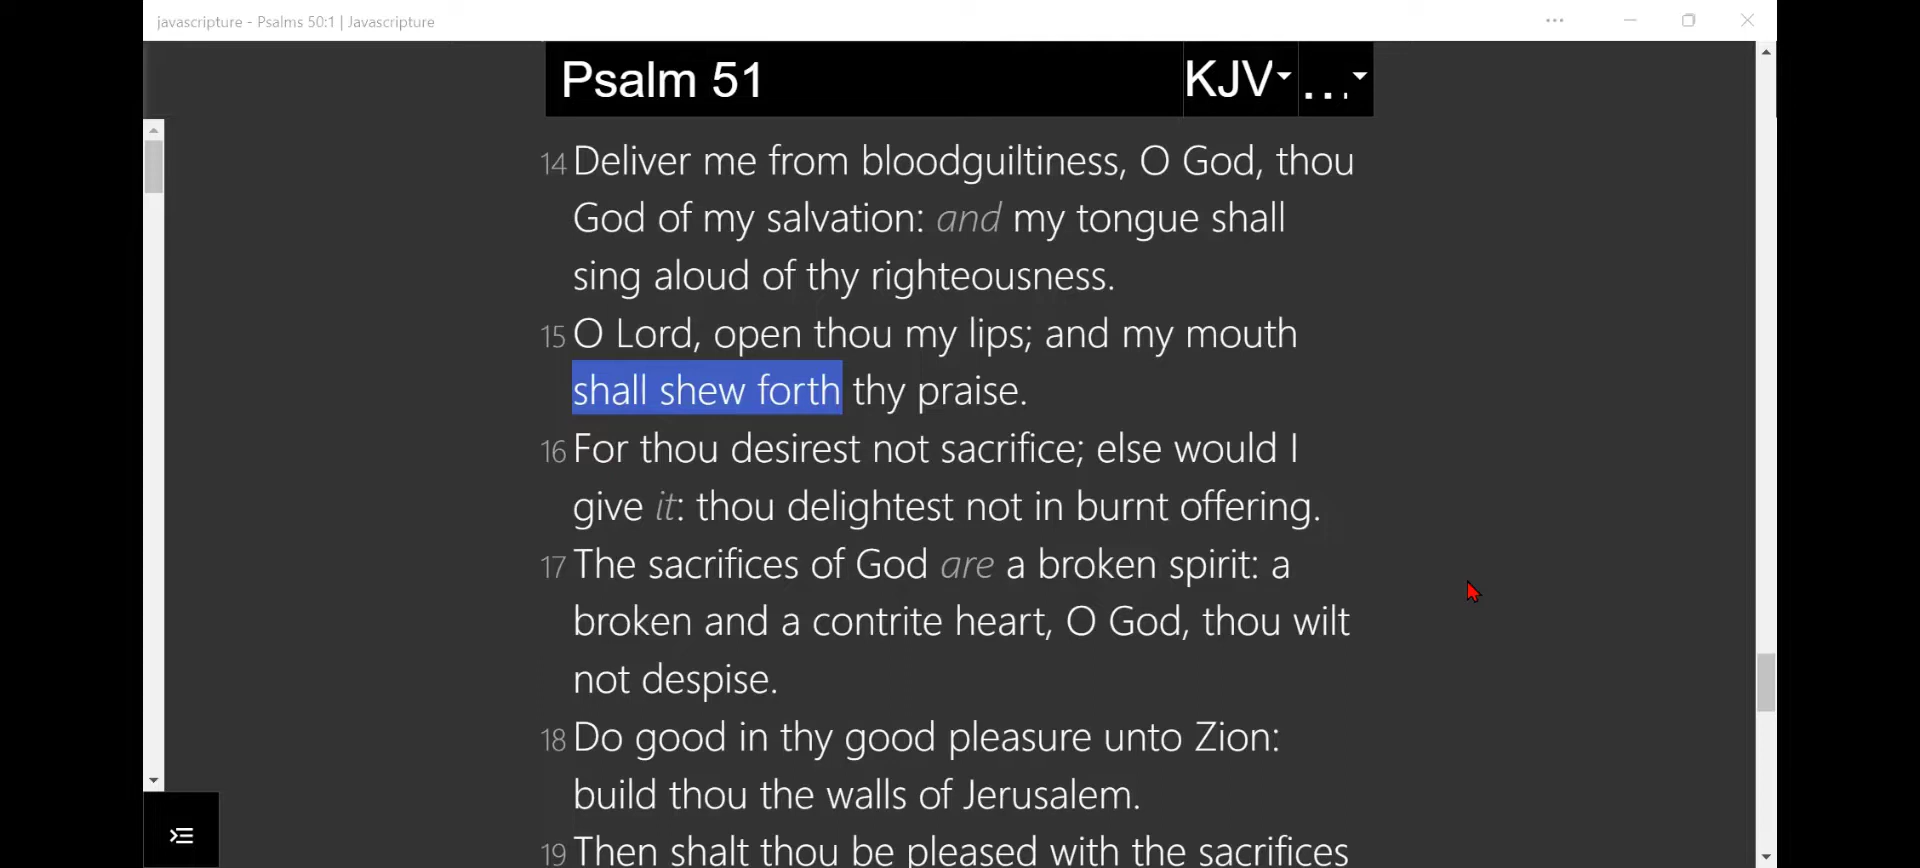 javascripture - Psalms 50:1 | Javascripture
Psalm 51 KJV ...
14 Deliver me from bloodguiltiness, O God, thou
God of my salvation: and my tongue shall
sing aloud of thy righteousness.
15 O Lord, open thou my lips; and my mouth
shall shew forth thy praise.
16 For thou desirest not sacrifice; else would I
give it: thou delightest not in burnt offering.
17 The sacrifices of God are a broken spirit: a
broken and a contrite heart, O God, thou wilt
not despise.
18 Do good in thy good pleasure unto Zion:
build thou the walls of Jerusalem.
19 Then shalt thou be pleased with the sacrifices